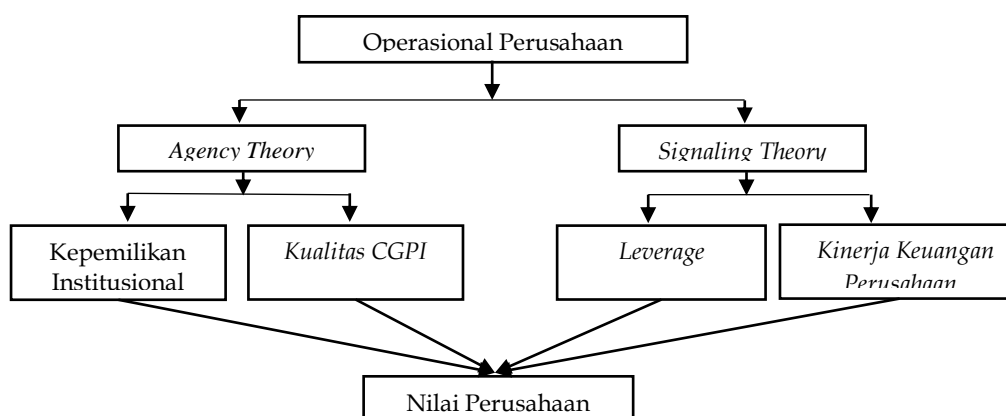 Operasional Perusahaan
Agency Theory
Signaling Theory
Kepemilikan
Institusional
Kualitas CGPI
Leverage
Kinerja Keuangan
Perusahaan
Nilai Perusahaan